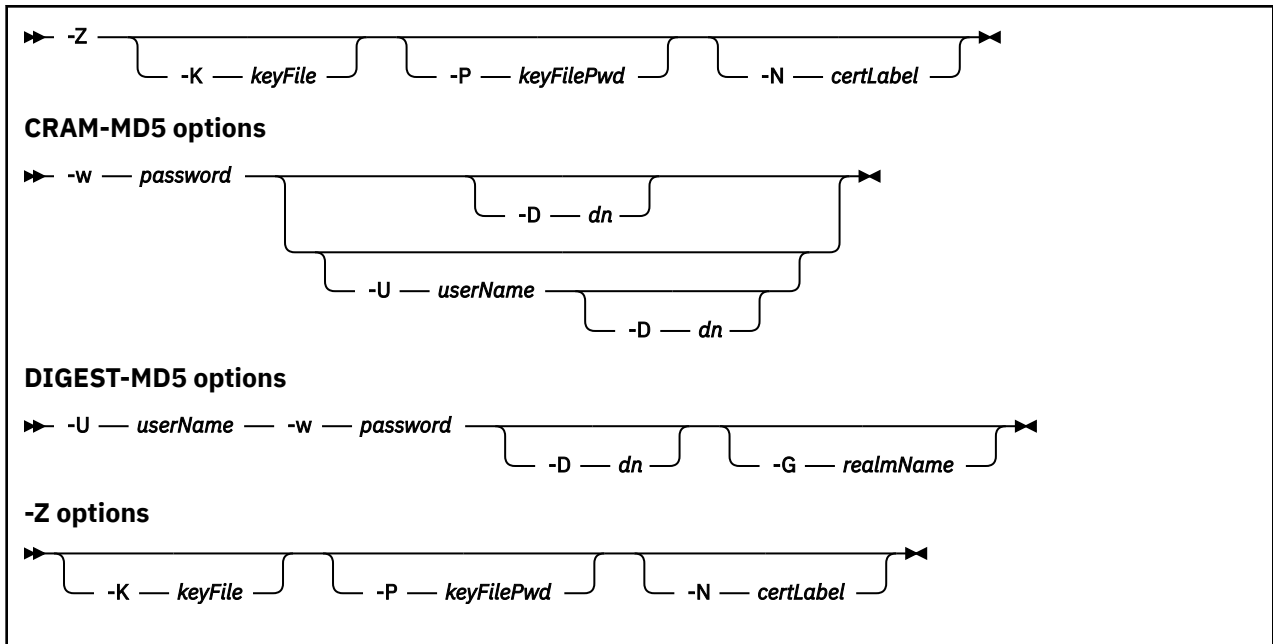 -Z
-K keyFile -P keyFilePwd -N certLabel
CRAM-MD5 options
-w password
-D dn
-U userName
-D dn
DIGEST-MD5 options
-U userName -w password
-D dn -G realmName
-Z options
-K keyFile -P keyFilePwd -N certLabel